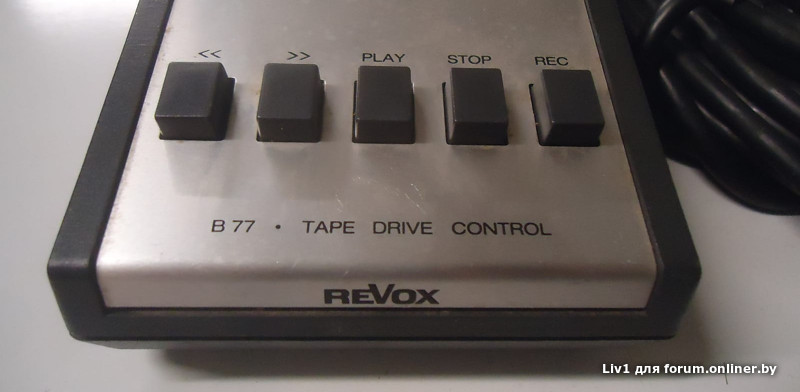 << >> PLAY STOP REC
B 77 · TAPE DRIVE CONTROL
REVOX
Liv1 для forum.onliner.by